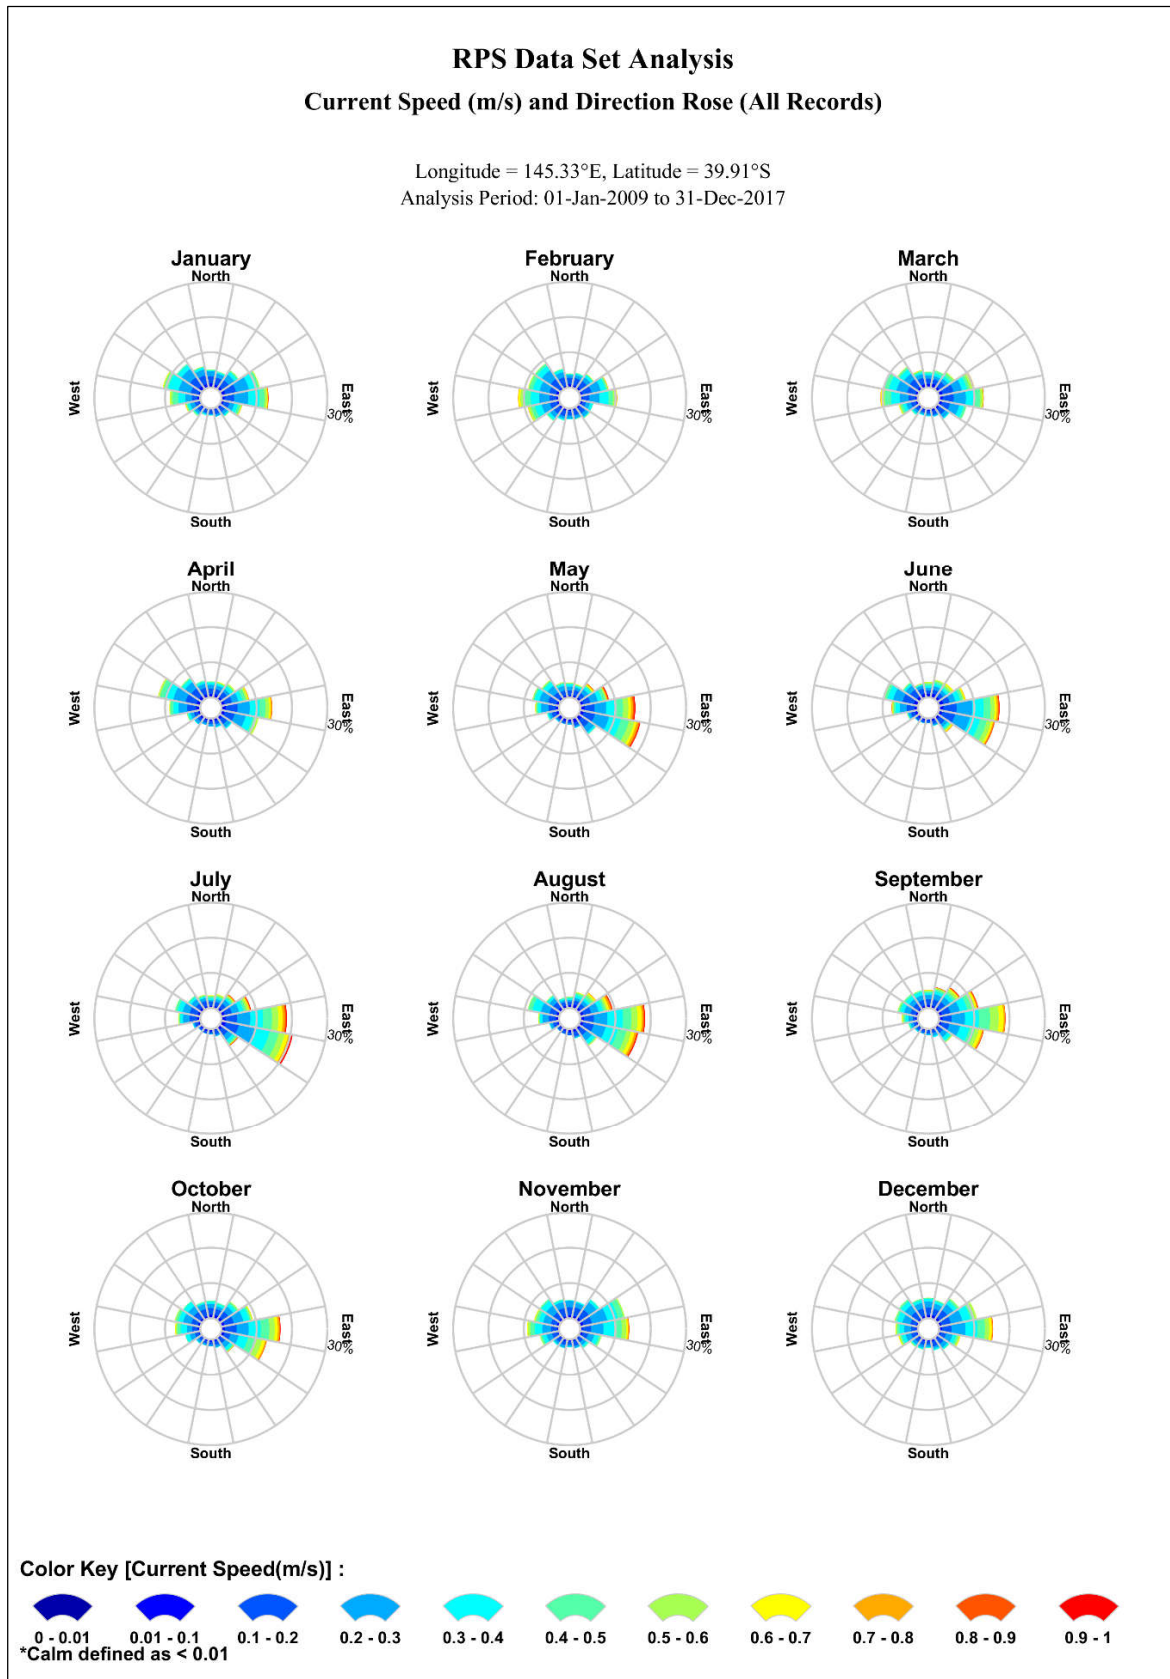 RPS Data Set Analysis
Current Speed (m/s) and Direction Rose (All Records)
Longitude = 145.33°E, Latitude = 39.91°S
Analysis Period: 01-Jan-2009 to 31-Dec-2017
January
North
West
East
30%
South
February
North
West
East
30%
South
March
North
West
East
30%
South
April
North
West
East
30%
South
May
North
West
East
30%
South
June
North
West
East
30%
South
July
North
West
East
30%
South
August
North
West
East
30%
South
September
North
West
East
30%
South
October
North
West
East
30%
South
November
North
West
East
30%
South
December
North
West
East
30%
South
Color Key [Current Speed(m/s)] :
0 - 0.01 0.01 - 0.1 0.1 - 0.2 0.2 - 0.3 0.3 - 0.4 0.4 - 0.5 0.5 - 0.6 0.6 - 0.7 0.7 - 0.8 0.8 - 0.9 0.9 - 1
*Calm defined as < 0.01